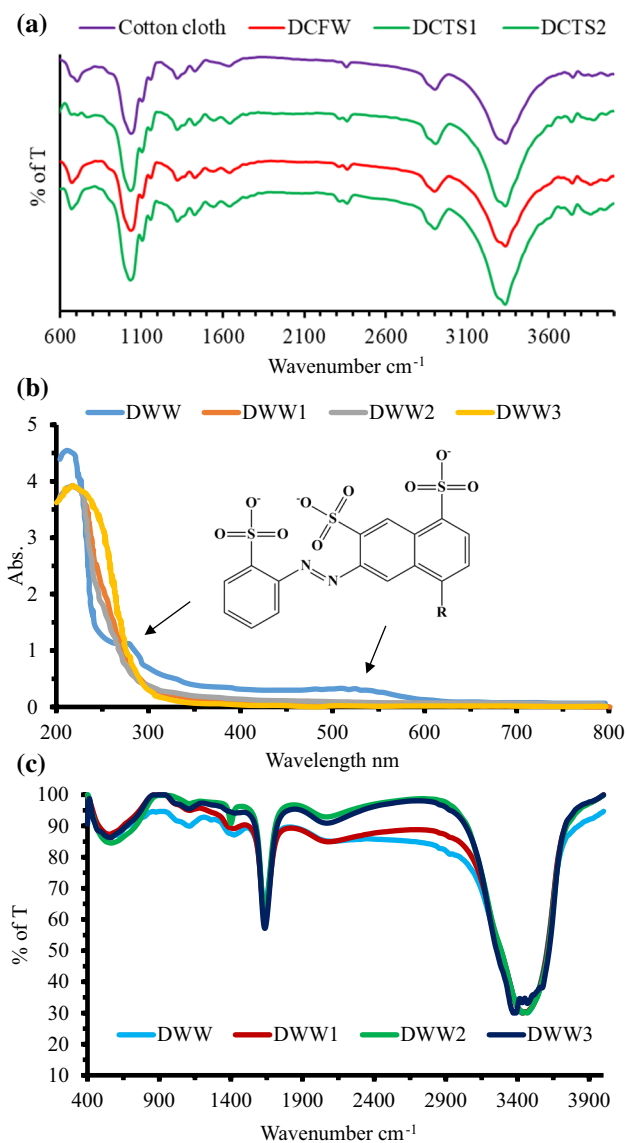 (a)
Cotton cloth DCFW DCTS1 DCTS2
% of T
600 1100 1600 2100 2600 3100 3600
Wavenumber cm-1
(b)
DWW DWW1 DWW2 DWW3
5
4
3
2
1
0
Abs.
O-
O S O
O-
O S O
-O O
S
O
N
N
R
200 300 400 500 600 700 800
Wavelength nm
(c)
100
90
80
70
60
50
40
30
20
10
% of T
DWW DWW1 DWW2 DWW3
400 900 1400 1900 2400 2900 3400 3900
Wavenumber cm-1